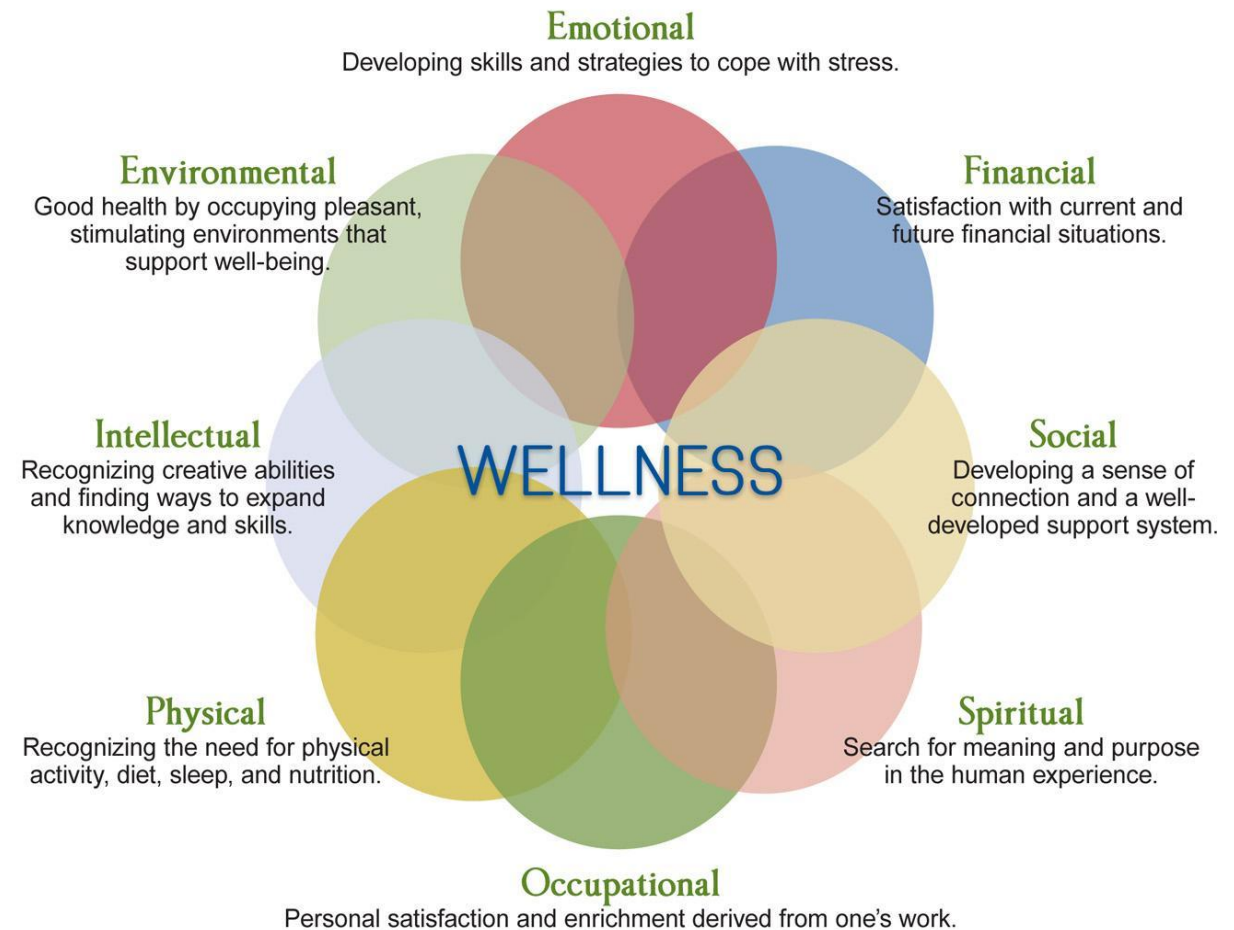 Emotional
Developing skills and strategies to cope with stress.
Environmental
Good health by occupying pleasant,
stimulating environments that
support well-being.
Financial
Satisfaction with current and
future financial situations.
Intellectual
Recognizing creative abilities
and finding ways to expand
knowledge and skills.
WELLNESS
Social
Developing a sense of
connection and a well-
developed support system.
Physical
Recognizing the need for physical
activity, diet, sleep, and nutrition.
Spiritual
Search for meaning and purpose
in the human experience.
Occupational
Personal satisfaction and enrichment derived from one’s work.